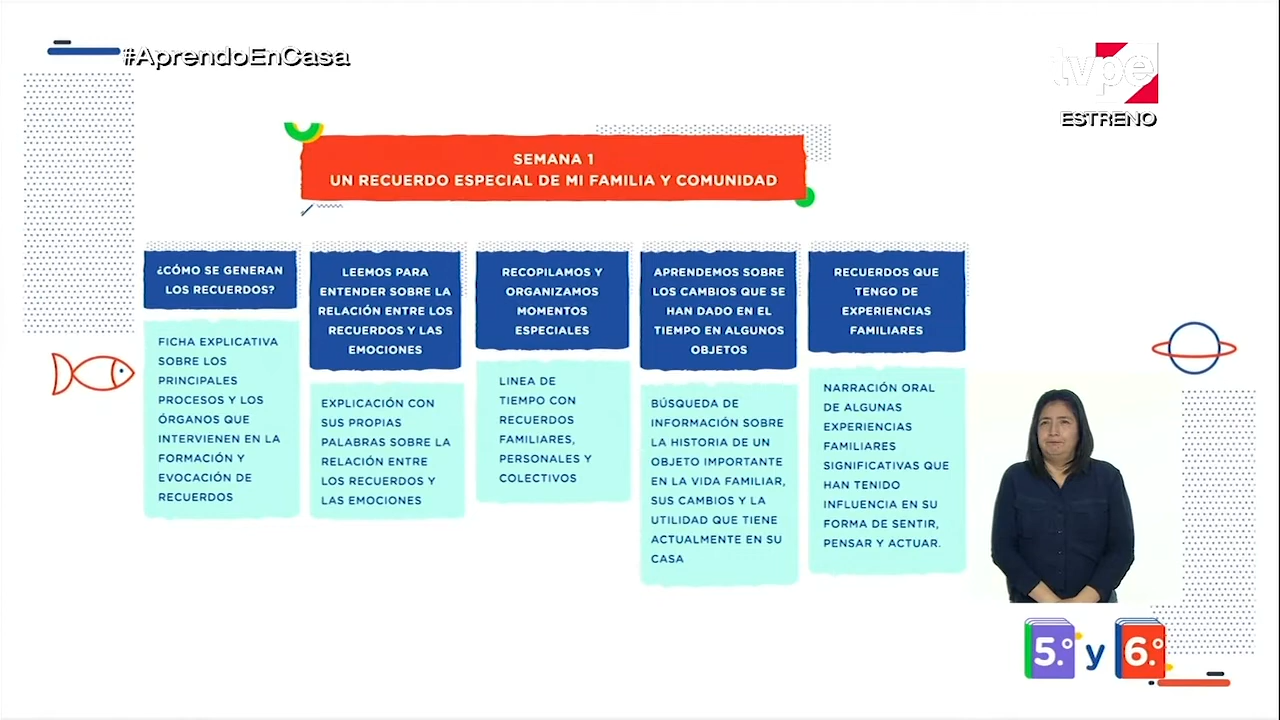 #AprendoEnCasa
tvpe
ESTRENO
SEMANA 1
UN RECUERDO ESPECIAL DE MI FAMILIA Y COMUNIDAD
¿CÓMO SE GENERAN
LOS RECUERDOS?
FICHA EXPLICATIVA
SOBRE LOS
PRINCIPALES
PROCESOS Y LOS
ÓRGANOS QUE
INTERVIENEN EN LA
FORMACIÓN Y
EVOCACIÓN DE
RECUERDOS
LEEMOS PARA
ENTENDER SOBRE LA
RELACIÓN ENTRE LOS
RECUERDOS Y LAS
EMOCIONES
EXPLICACIÓN CON
SUS PROPIAS
PALABRAS SOBRE LA
RELACIÓN ENTRE
LOS RECUERDOS Y
LAS EMOCIONES
RECOPILAMOS Y
ORGANIZAMOS
MOMENTOS
ESPECIALES
LINEA DE
TIEMPO CON
RECUERDOS
FAMILIARES,
PERSONALES Y
COLECTIVOS
APRENDEMOS SOBRE
LOS CAMBIOS QUE SE
HAN DADO EN EL
TIEMPO EN ALGUNOS
OBJETOS
BÚSQUEDA DE
INFORMACIÓN SOBRE
LA HISTORIA DE UN
OBJETO IMPORTANTE
EN LA VIDA FAMILIAR,
SUS CAMBIOS Y LA
UTILIDAD QUE TIENE
ACTUALMENTE EN SU
CASA
RECUERDOS QUE
TENGO DE
EXPERIENCIAS
FAMILIARES
NARRACIÓN ORAL
DE ALGUNAS
EXPERIENCIAS
FAMILIARES
SIGNIFICATIVAS QUE
HAN TENIDO
INFLUENCIA EN SU
FORMA DE SENTIR,
PENSAR Y ACTUAR.
5.° y 6.°